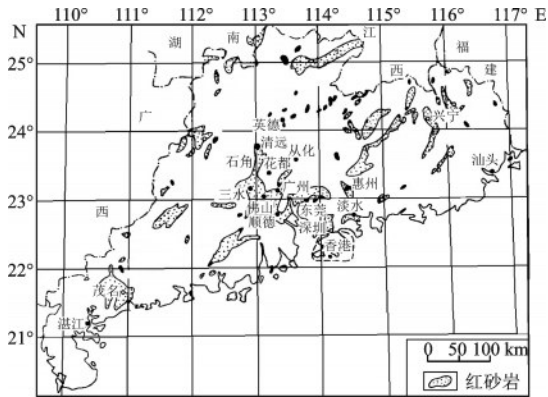 N 110° 111° 112° 113° 114° 115° 116° 117° E
湖 南 江 福
25° 西 建
广 英德 兴宁
24° 清远 从化
石角 花都 汕头
三水 广州 惠州
23° 佛山 东莞 淡水
西 顺德 深圳
香港
22°
茂名
湛江
21°
0 50 100 km
红砂岩